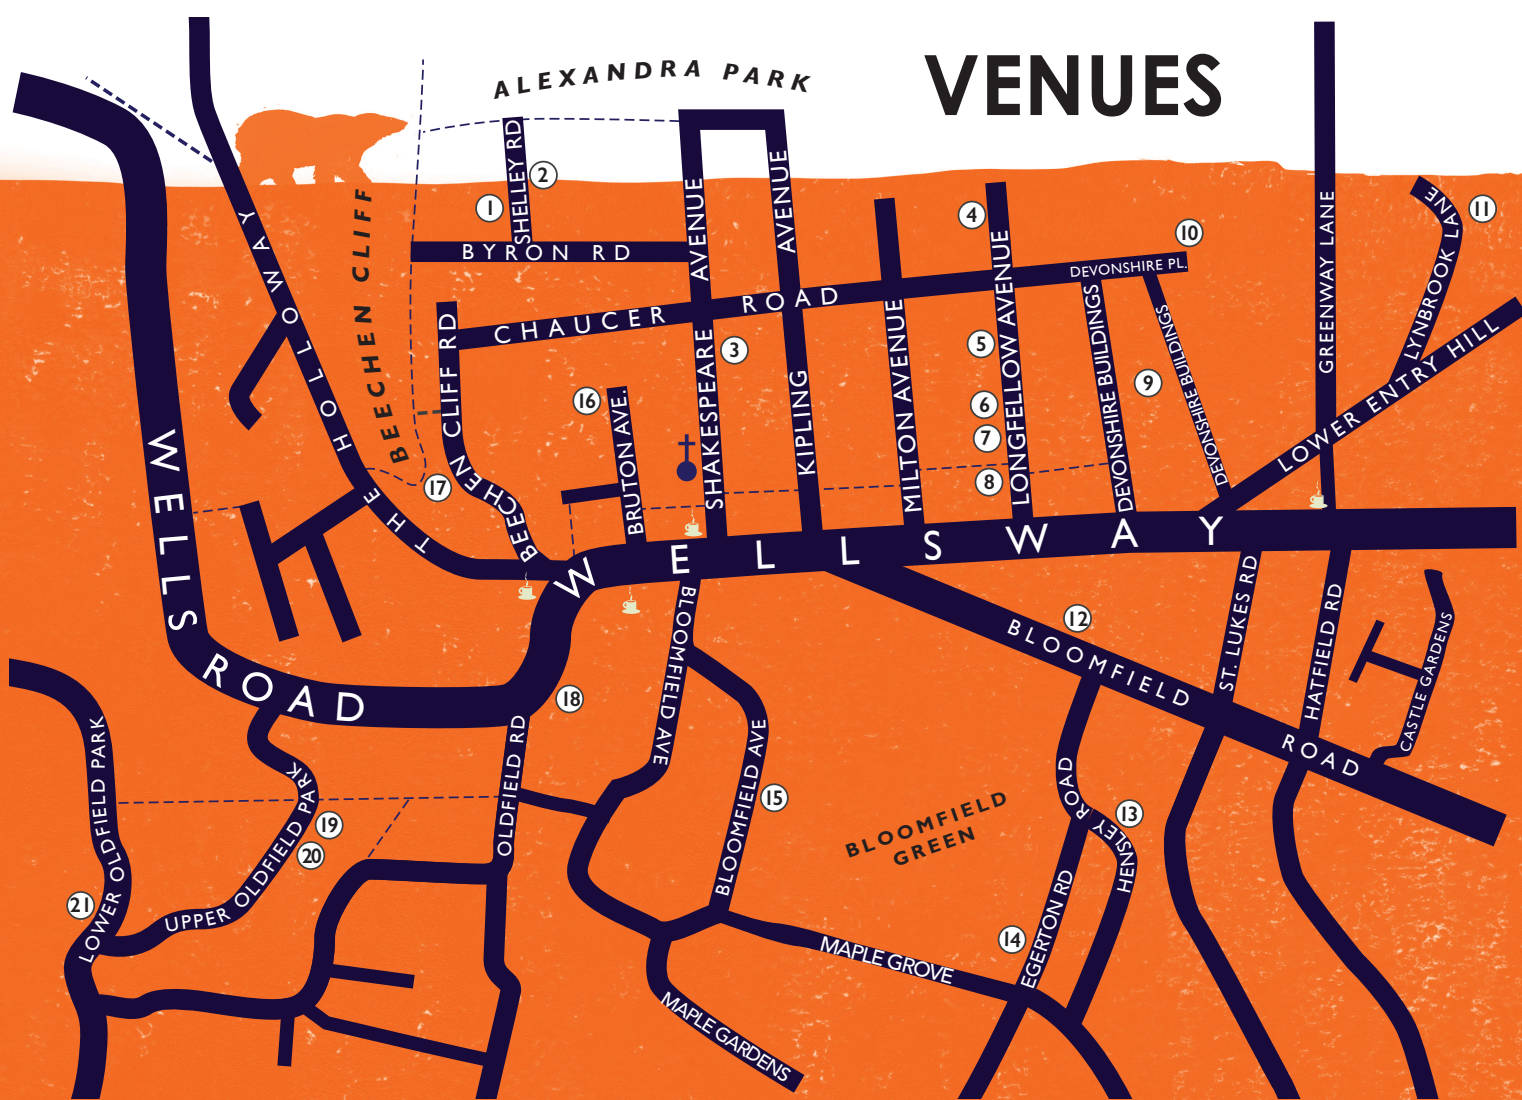 VENUES
ALEXANDRA PARK
SHELLEY RD
2
1
BYRON RD
AVENUE
AVENUE
4
10
11
DEVONSHIRE PL.
LYNBROOK LANE
GREENWAY LANE
THE HOLLOWAY
BEECHEN CLIFF
BEECHEN CLIFF RD
CHAUCER ROAD
SHAKESPEARE
3
KIPLING
MILTON AVENUE
LONGFELLOW AVENUE
5
6
7
8
DEVONSHIRE BUILDINGS
9
DEVONSHIRE BUILDINGS
LOWER ENTRY HILL
16
BRUTON AVE.
17
WELLS ROAD
WELLSWAY
BLOOMFIELD ROAD
12
ST. LUKES RD
HATFIELD RD
CASTLE GARDENS
BLOOMFIELD AVE
18
OLDFIELD RD
BLOOMFIELD AVE
15
BLOOMFIELD
GREEN
ROAD
13
HENSLEY
EGERTON RD
14
LOWER OLDFIELD PARK
UPPER OLDFIELD PARK
19
20
21
MAPLE GROVE
MAPLE GARDENS